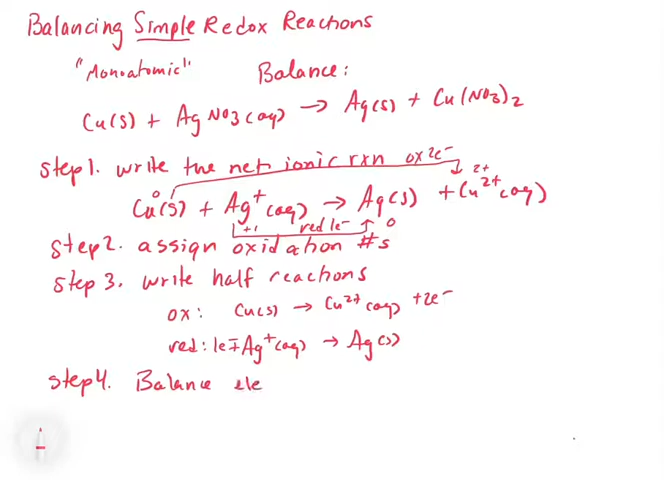 Balancing Simple Redox Reactions
"Monoatomic" Balance:
Cu(s) + AgNO3(aq) → Ag(s) + Cu(NO3)2
Step 1. write the net ionic rxn ox 2e-
0 2+
Cu(s) + Ag+(aq) → Ag(s) + Cu2+(aq)
+1 red 1e- 0
Step 2. assign oxidation #s
Step 3. write half reactions
ox: Cu(s) → Cu2+(aq) + 2e-
red: 1e- + Ag+(aq) → Ag(s)
Step 4. Balance ele